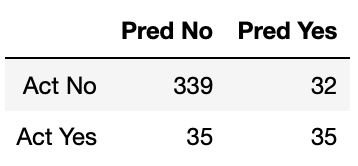 Pred No Pred Yes
Act No 339 32
Act Yes 35 35